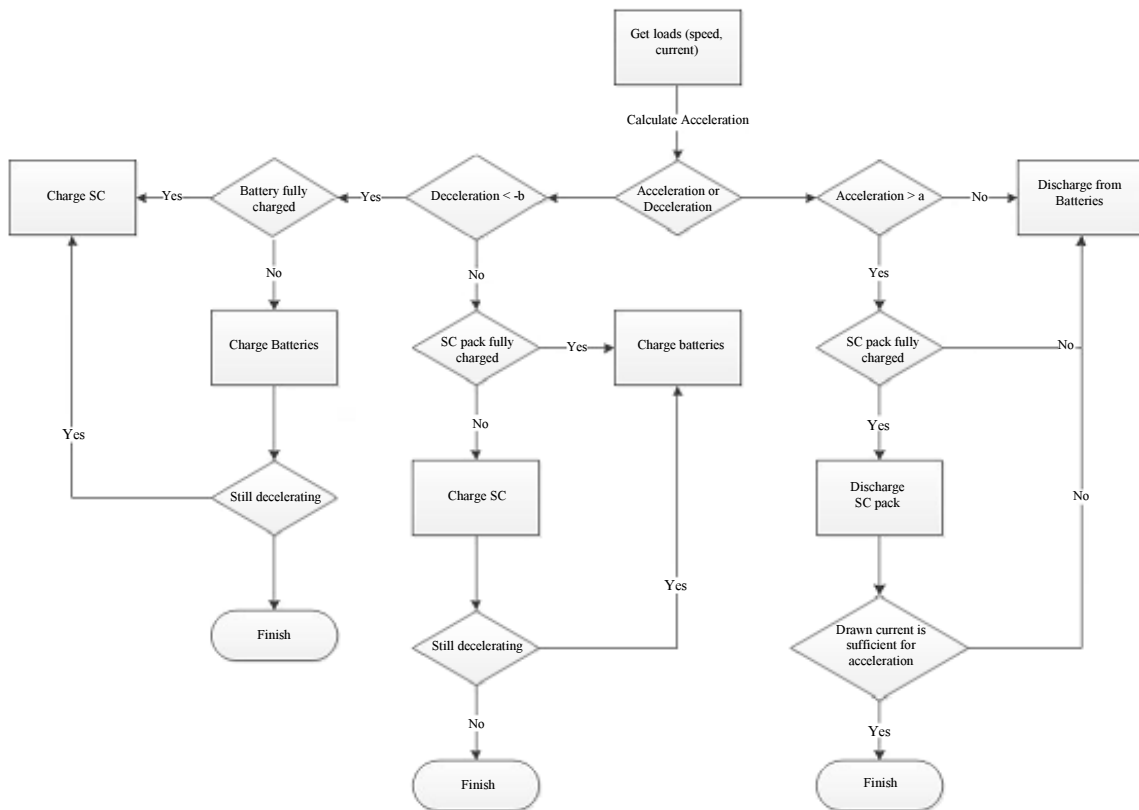 Get loads (speed,
current)
Calculate Acceleration
Charge SC
Yes
Battery fully
charged
Yes
Deceleration < -b
Acceleration or
Deceleration
Acceleration > a
No
Discharge from
Batteries
No
No
Yes
Charge Batteries
SC pack fully
charged
Yes
Charge batteries
SC pack fully
charged
No
Yes
No
Yes
Still decelerating
Charge SC
Discharge
SC pack
No
Yes
Finish
Still decelerating
Drawn current is
sufficient for
acceleration
No
Yes
Finish
Finish